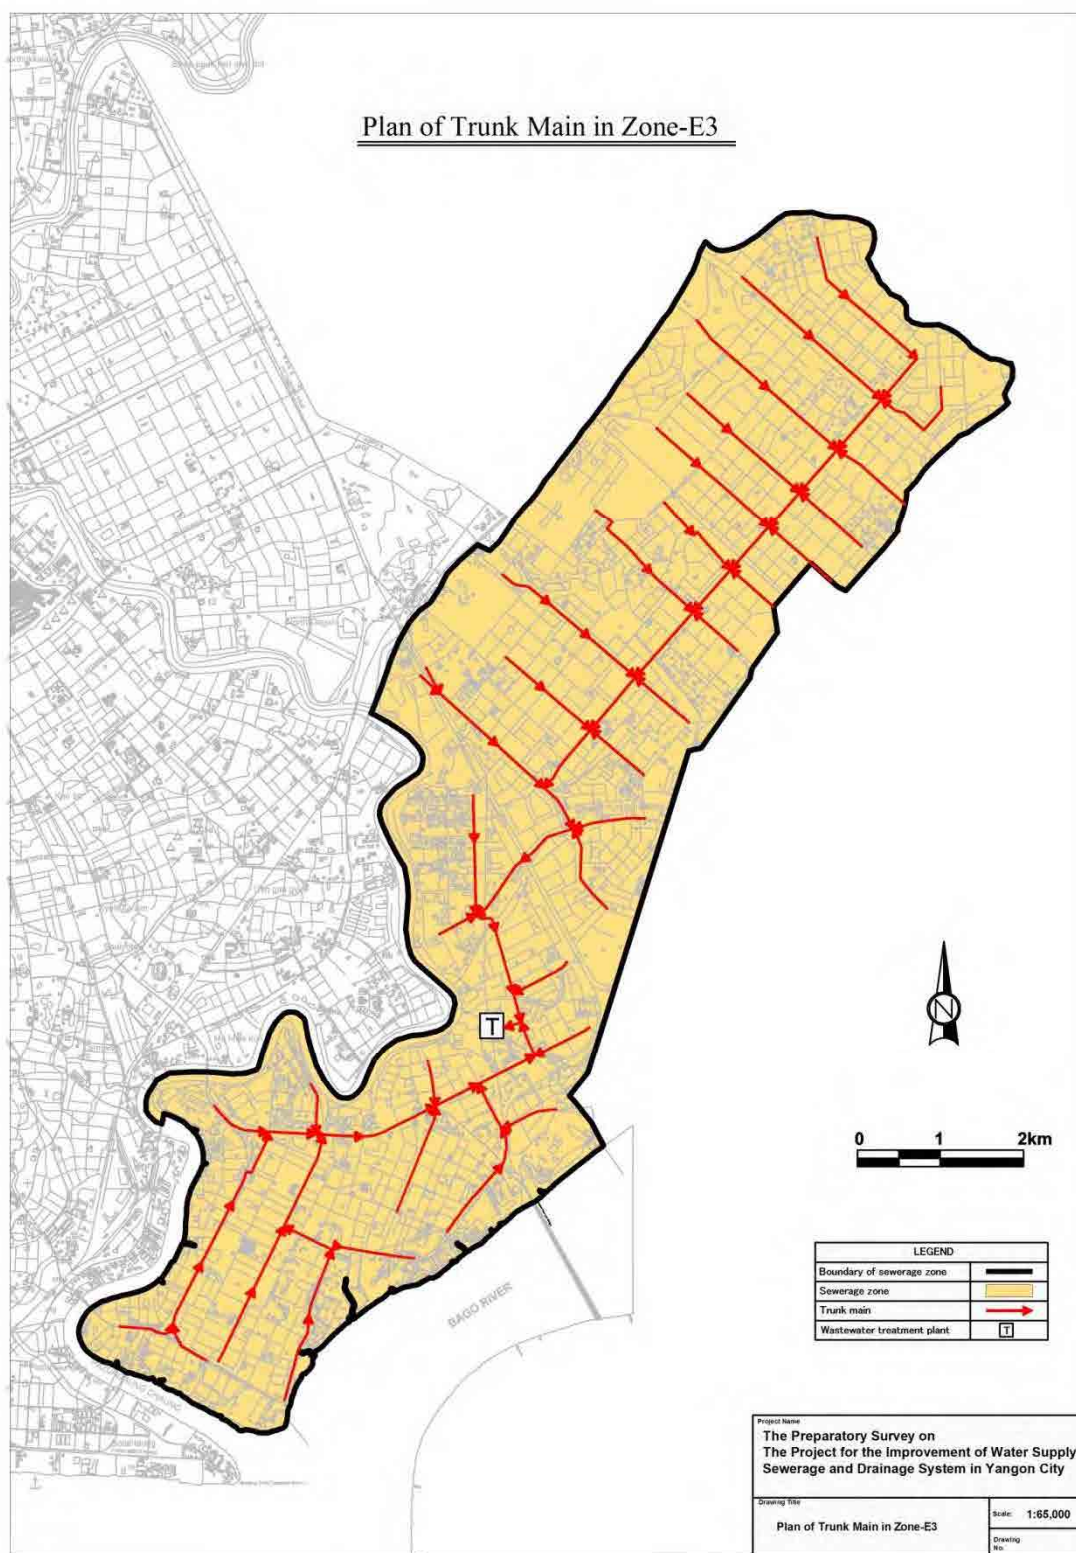 Plan of Trunk Main in Zone-E3
N
T
0 1 2km
BAGO RIVER
LEGEND
Boundary of sewerage zone
Sewerage zone
Trunk main
Wastewater treatment plant T
Project Name
The Preparatory Survey on
The Project for the Improvement of Water Supply
Sewerage and Drainage System in Yangon City
Drawing Title
Plan of Trunk Main in Zone-E3
Scale: 1:65,000
Drawing
No.